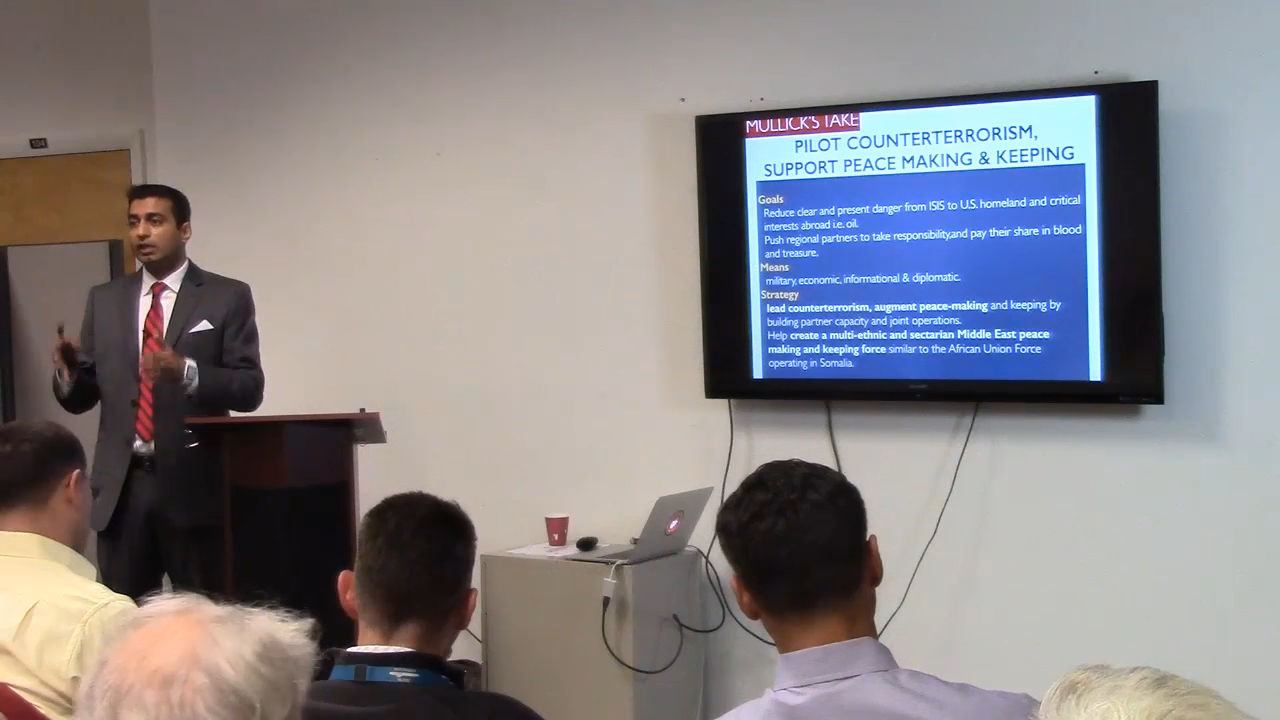 104
MULLICK'S TAKE
PILOT COUNTERTERRORISM,
SUPPORT PEACE MAKING & KEEPING
Goals
Reduce clear and present danger from ISIS to U.S. homeland and critical
interests abroad i.e. oil.
Push regional partners to take responsibility,and pay their share in blood
and treasure.
Means
military, economic, informational & diplomatic.
Strategy
lead counterterrorism, augment peace-making and keeping by
building partner capacity and joint operations.
Help create a multi-ethnic and sectarian Middle East peace
making and keeping force similar to the African Union Force
operating in Somalia.